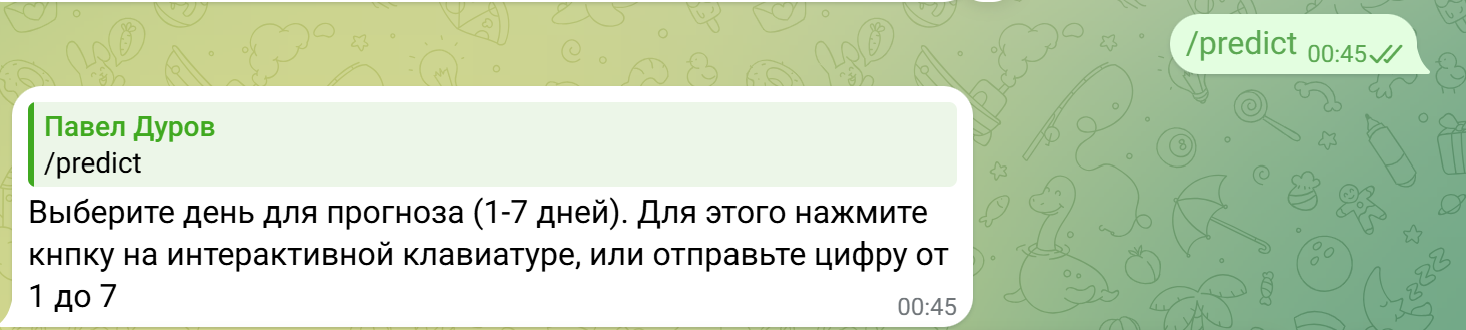 /predict 00:45
Павел Дуров
/predict
Выберите день для прогноза (1-7 дней). Для этого нажмите
кнпку на интерактивной клавиатуре, или отправьте цифру от
1 до 7
00:45